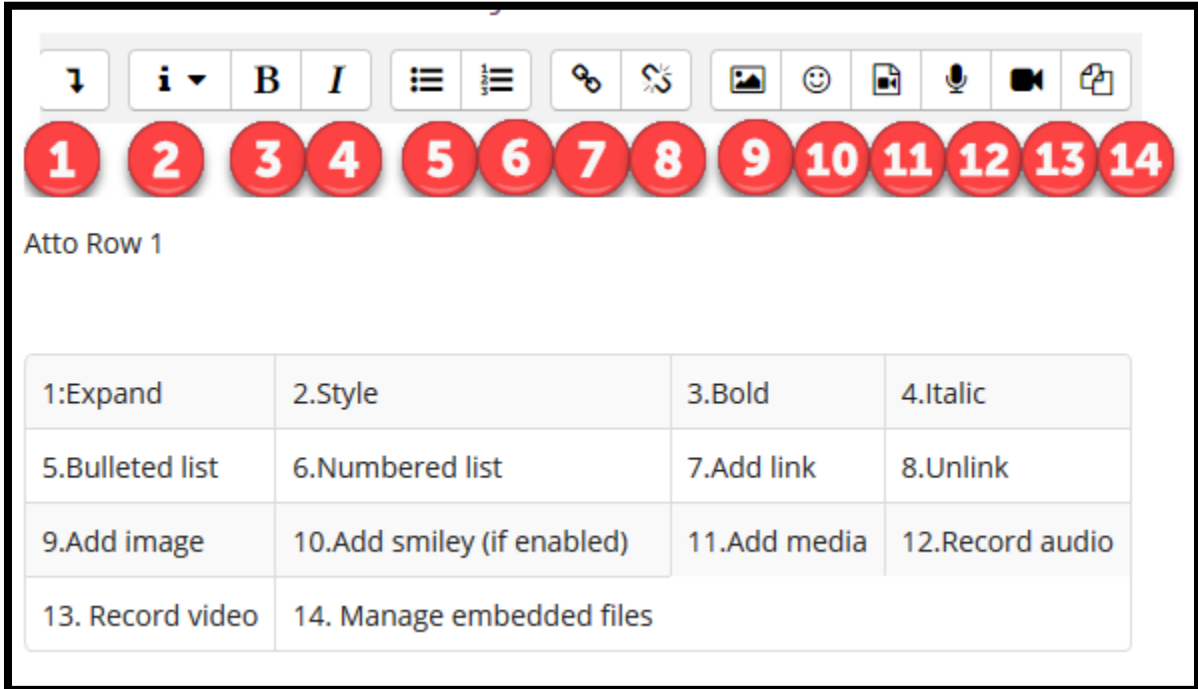 i B I
1 2 3 4 5 6 7 8 9 10 11 12 13 14
Atto Row 1
1:Expand 2.Style 3.Bold 4.Italic
5.Bulleted list 6.Numbered list 7.Add link 8.Unlink
9.Add image 10.Add smiley (if enabled) 11.Add media 12.Record audio
13. Record video 14. Manage embedded files